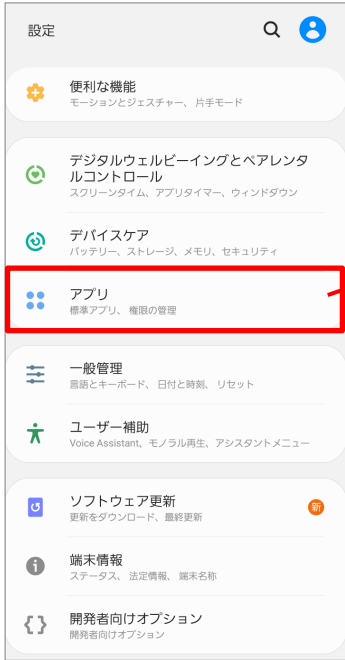 設定
便利な機能
モーションとジェスチャー、 片手モード
デジタルウェルビーイングとペアレンタ
ルコントロール
スクリーンタイム、アプリタイマー、ウィンドダウン
デバイスケア
バッテリー、ストレージ、メモリ、セキュリティ
アプリ
標準アプリ、 権限の管理
一般管理
言語とキーボード、 日付と時刻、 リセット
ユーザー補助
Voice Assistant、モノラル再生、アシスタントメニュー
ソフトウェア更新
新
更新をダウンロード、最終更新
端末情報
ステータス、 法定情報、 端末名称
開発者向けオプション
開発者向けオプション